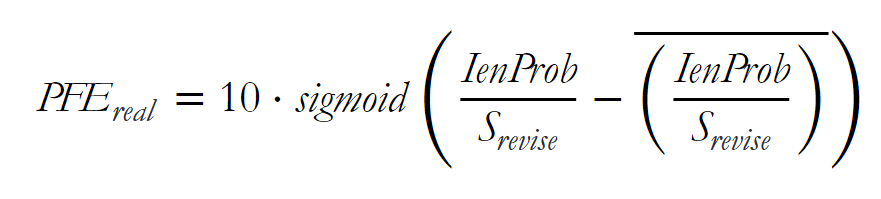 PFE_real = 10 · sigmoid ( IenProb / S_revise − \overline{( IenProb / S_revise )} )